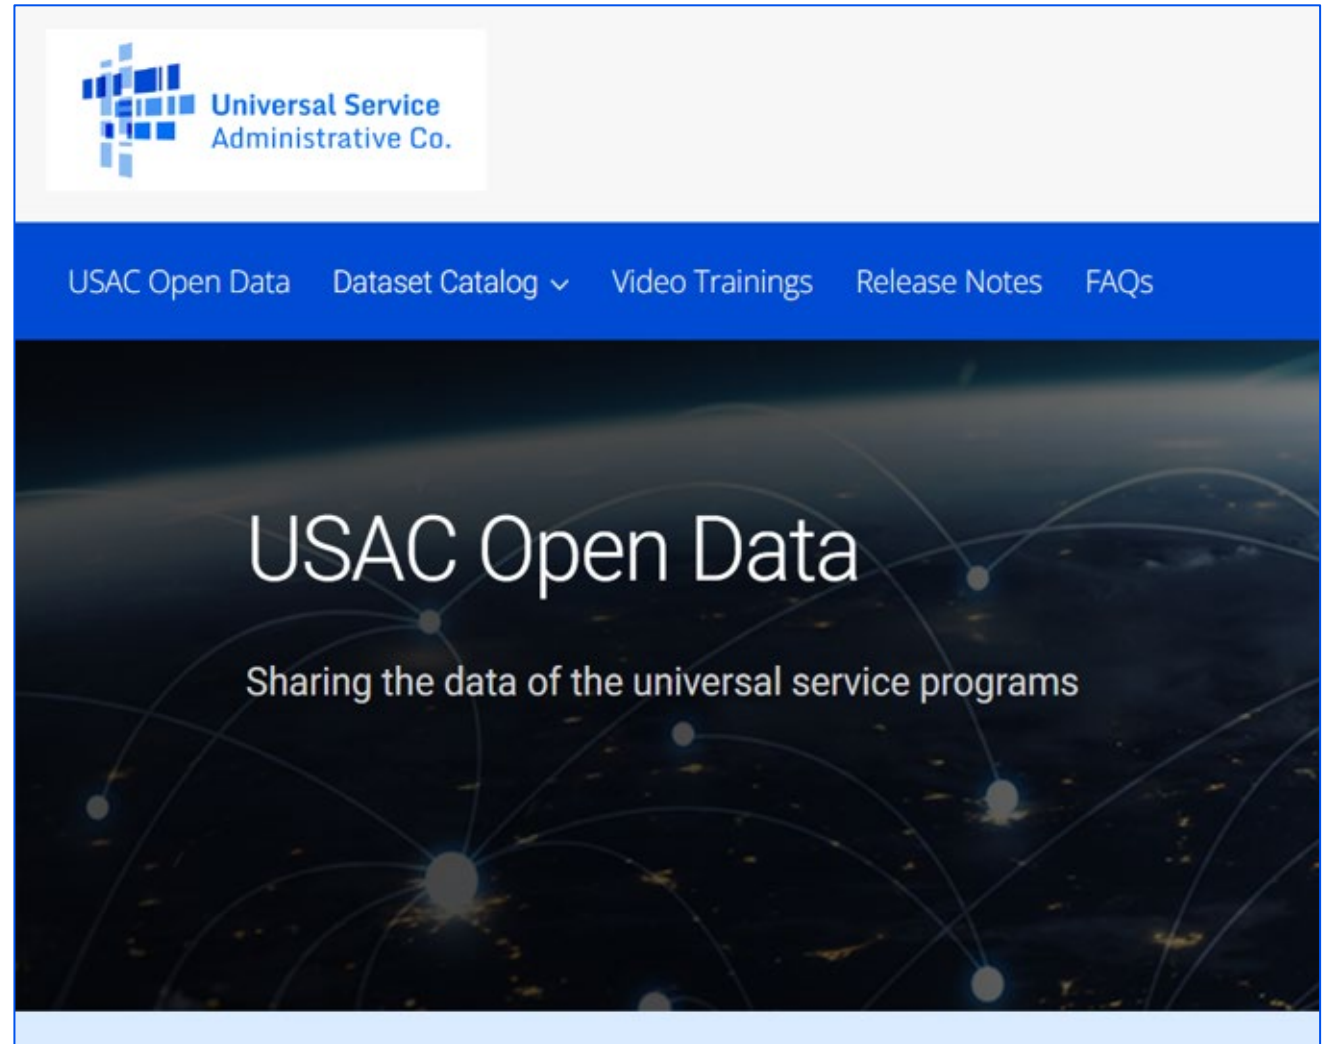 Universal Service
Administrative Co.
USAC Open Data Dataset Catalog Video Trainings Release Notes FAQs
USAC Open Data
Sharing the data of the universal service programs